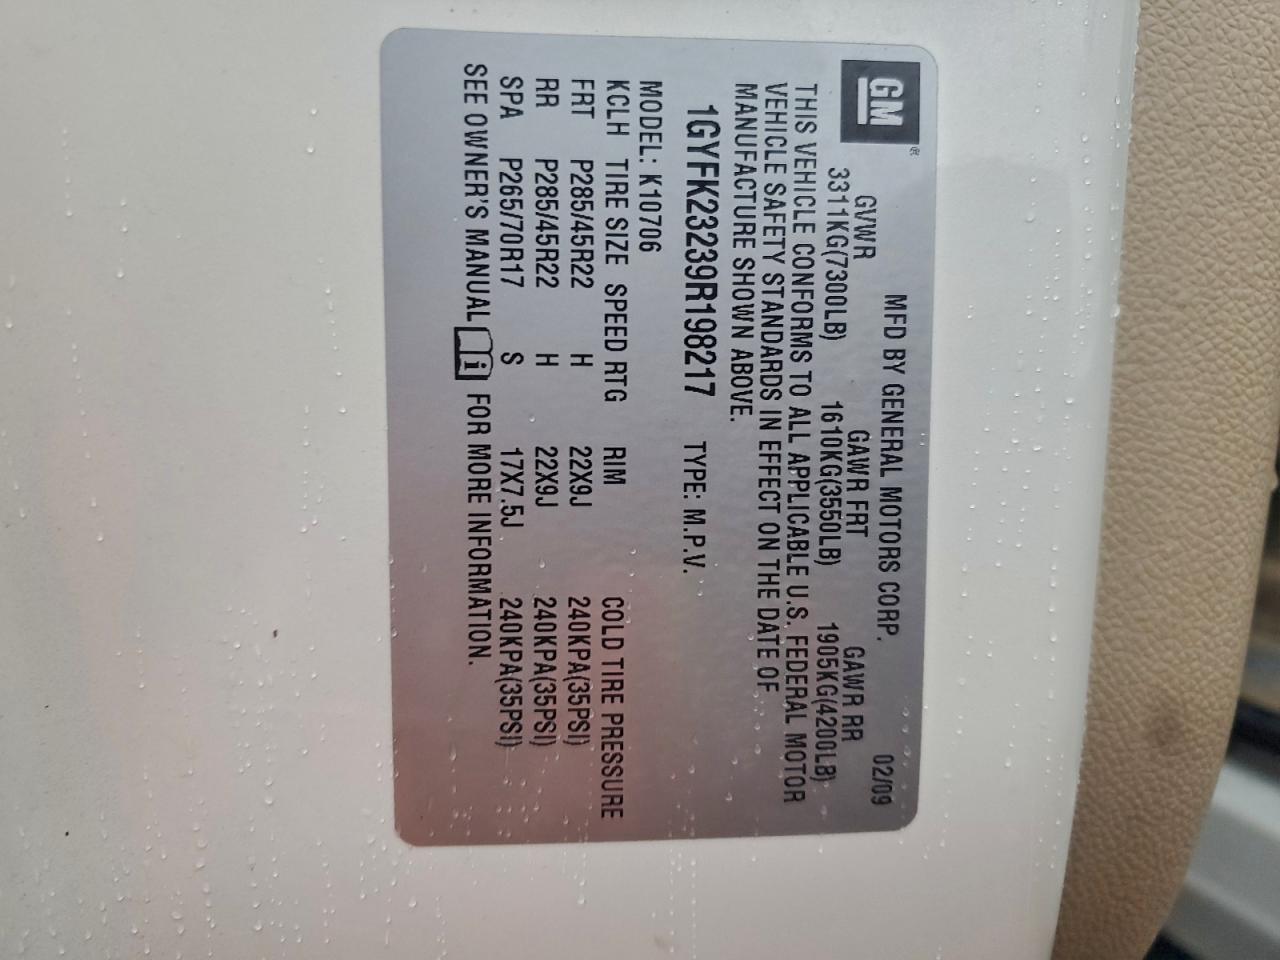 GM ®
MFD BY GENERAL MOTORS CORP. 02/09
GVWR GAWR FRT GAWR RR
3311KG(7300LB) 1610KG(3550LB) 1905KG(4200LB)
THIS VEHICLE CONFORMS TO ALL APPLICABLE U.S. FEDERAL MOTOR
VEHICLE SAFETY STANDARDS IN EFFECT ON THE DATE OF
MANUFACTURE SHOWN ABOVE.
1GYFK23239R198217 TYPE: M.P.V.
MODEL: K10706
KCLH TIRE SIZE SPEED RTG RIM COLD TIRE PRESSURE
FRT P285/45R22 H 22X9J 240KPA(35PSI)
RR P285/45R22 H 22X9J 240KPA(35PSI)
SPA P265/70R17 S 17X7.5J 240KPA(35PSI)
SEE OWNER'S MANUAL i FOR MORE INFORMATION.